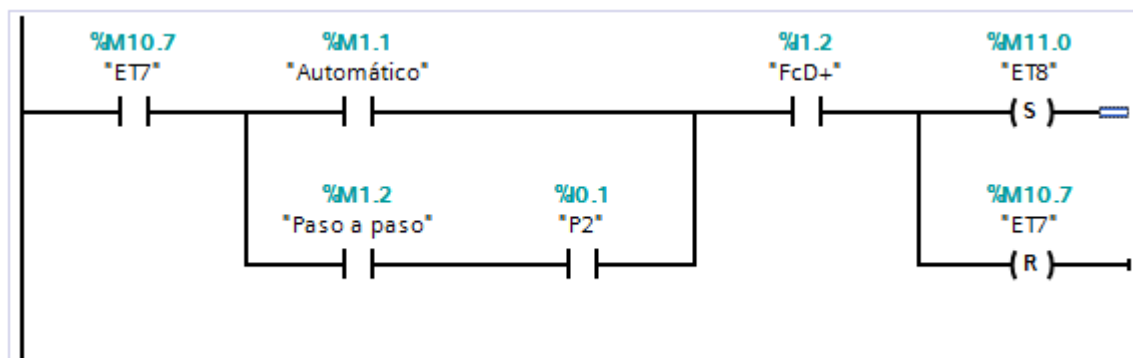 %M10.7 %M1.1 %I1.2 %M11.0
"ET7" "Automático" "FcD+" "ET8"
S
%M1.2 %I0.1 %M10.7
"Paso a paso" "P2" "ET7"
R